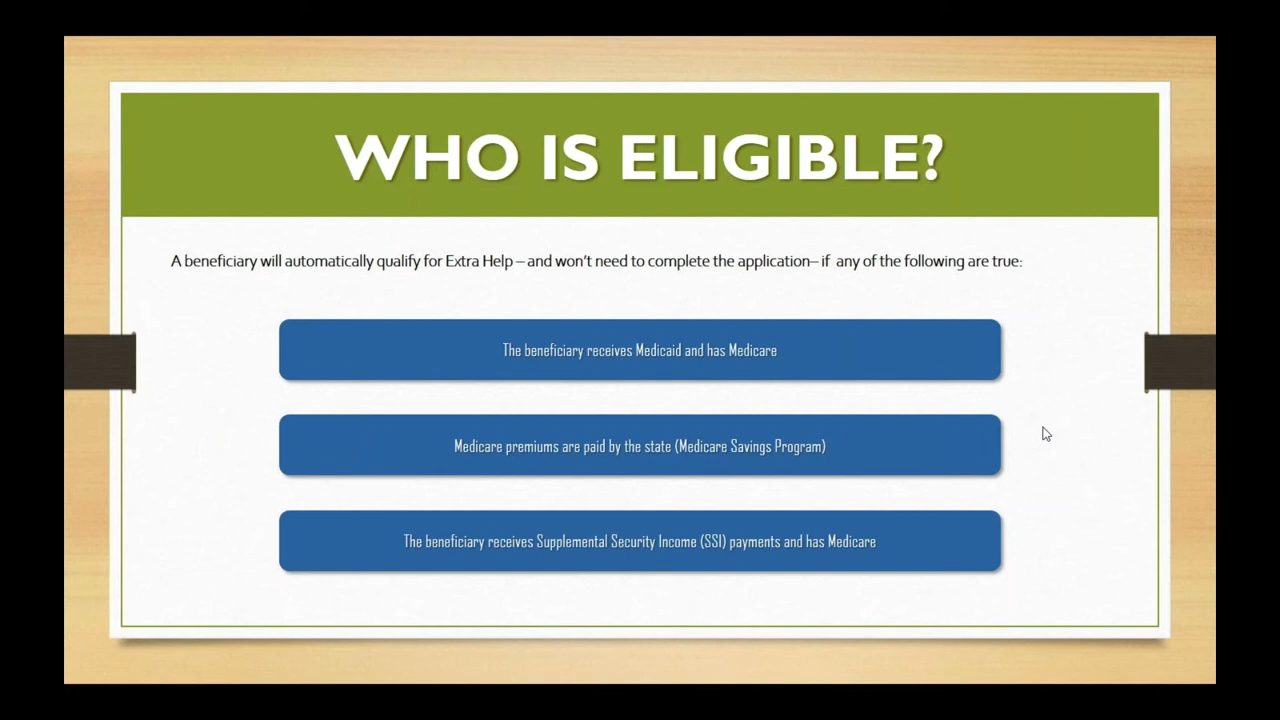 WHO IS ELIGIBLE?
A beneficiary will automatically qualify for Extra Help – and won't need to complete the application– if any of the following are true:
The beneficiary receives Medicaid and has Medicare
Medicare premiums are paid by the state (Medicare Savings Program)
The beneficiary receives Supplemental Security Income (SSI) payments and has Medicare